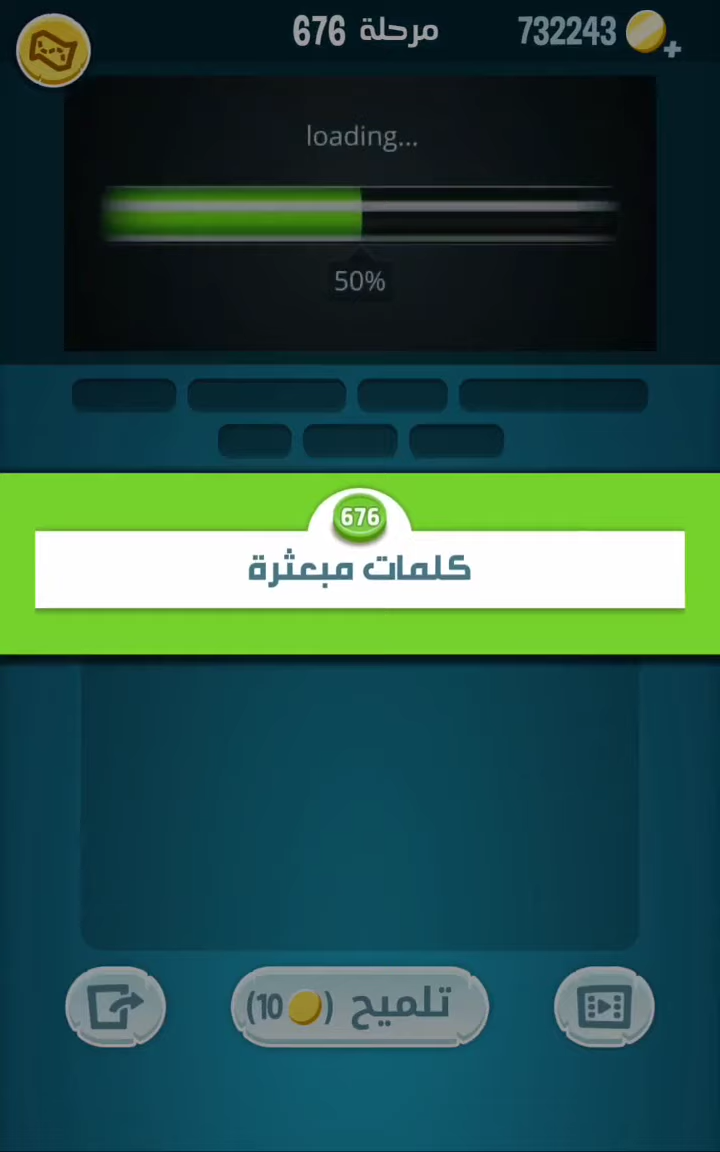 مرحلة 676
732243
loading...
50%
676
كلمات مبعثرة
تلميح (10)